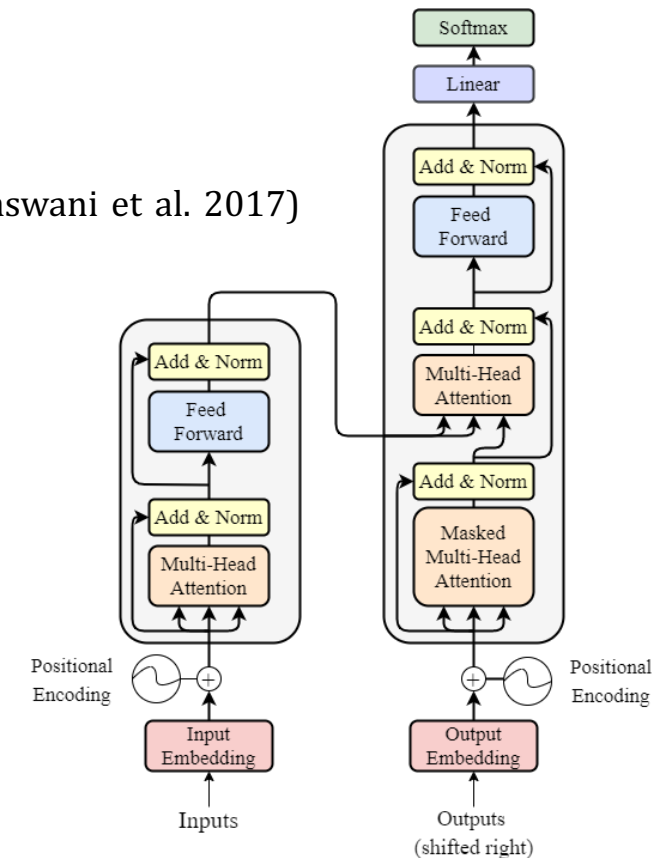 Softmax
Linear
Add & Norm
Feed
Forward
Add & Norm
Multi-Head
Attention
Add & Norm
Masked
Multi-Head
Attention
Positional
Encoding
Output
Embedding
Outputs
(shifted right)
et al. 2017)
Add & Norm
Feed
Forward
Add & Norm
Multi-Head
Attention
Positional
Encoding
Input
Embedding
Inputs